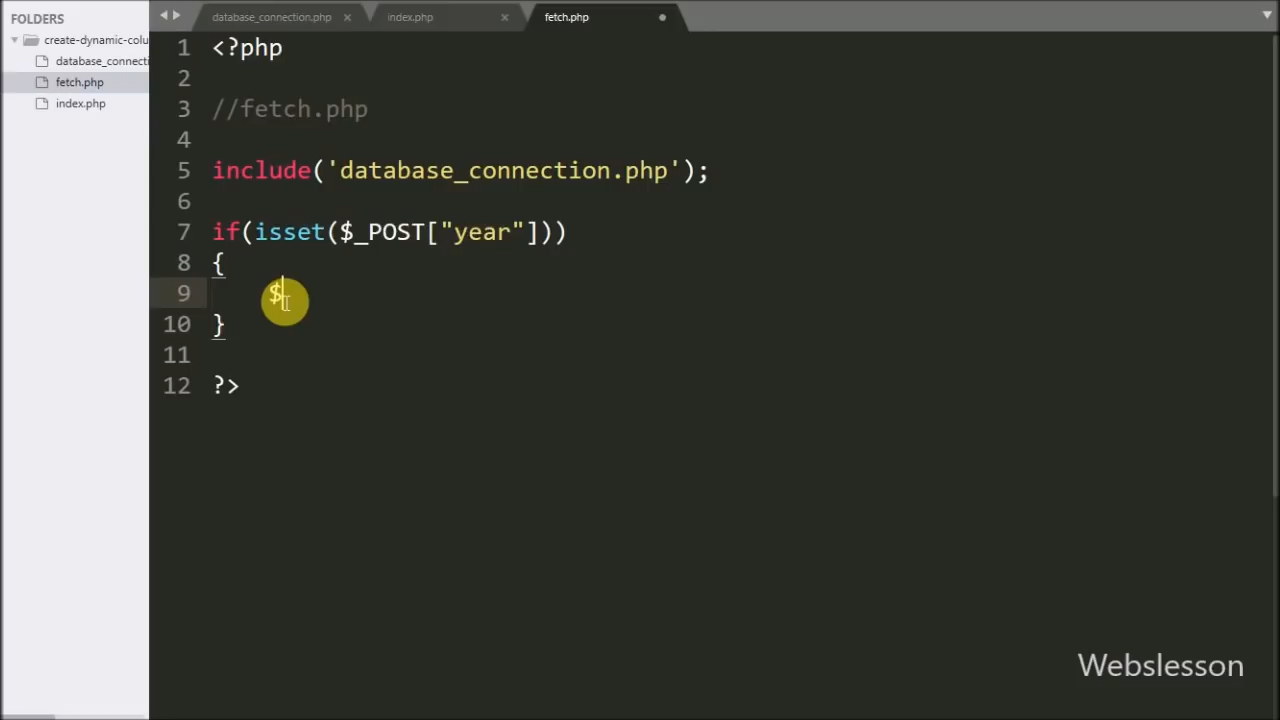 FOLDERS
create-dynamic-colu
database_connecti
fetch.php
index.php
database_connection.php ×
index.php ×
fetch.php
1 <?php
2
3 //fetch.php
4
5 include('database_connection.php');
6
7 if(isset($_POST["year"]))
8 {
9 $
10 }
11
12 ?>
Webslesson